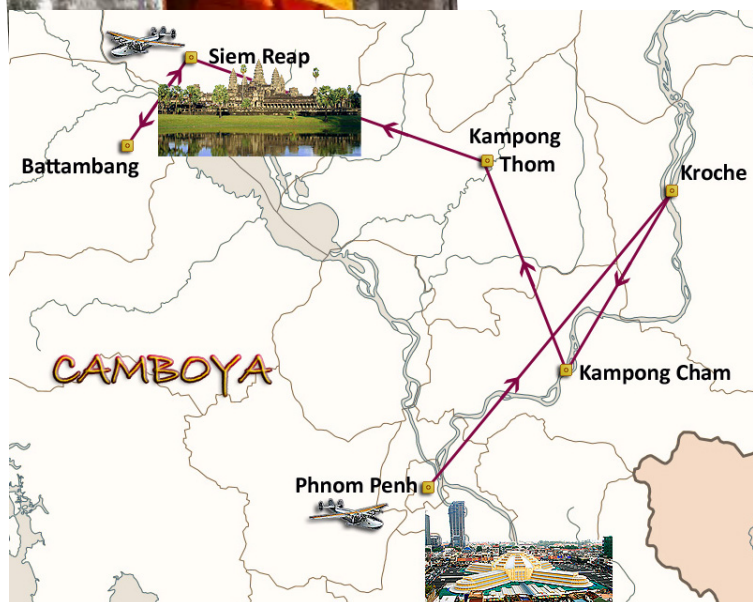 Siem Reap
Battambang
Kampong
Thom
Kroche
CAMBOYA
Kampong Cham
Phnom Penh